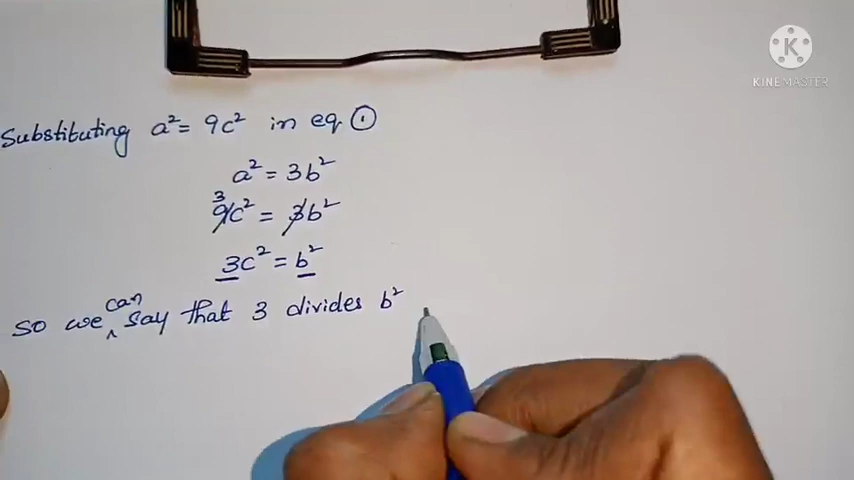 KINEMASTER
Substituting a² = 9c² in eq ①
a² = 3b²
3
9c² = 3b²
3c² = b²
can
so we ‸ say that 3 divides b²